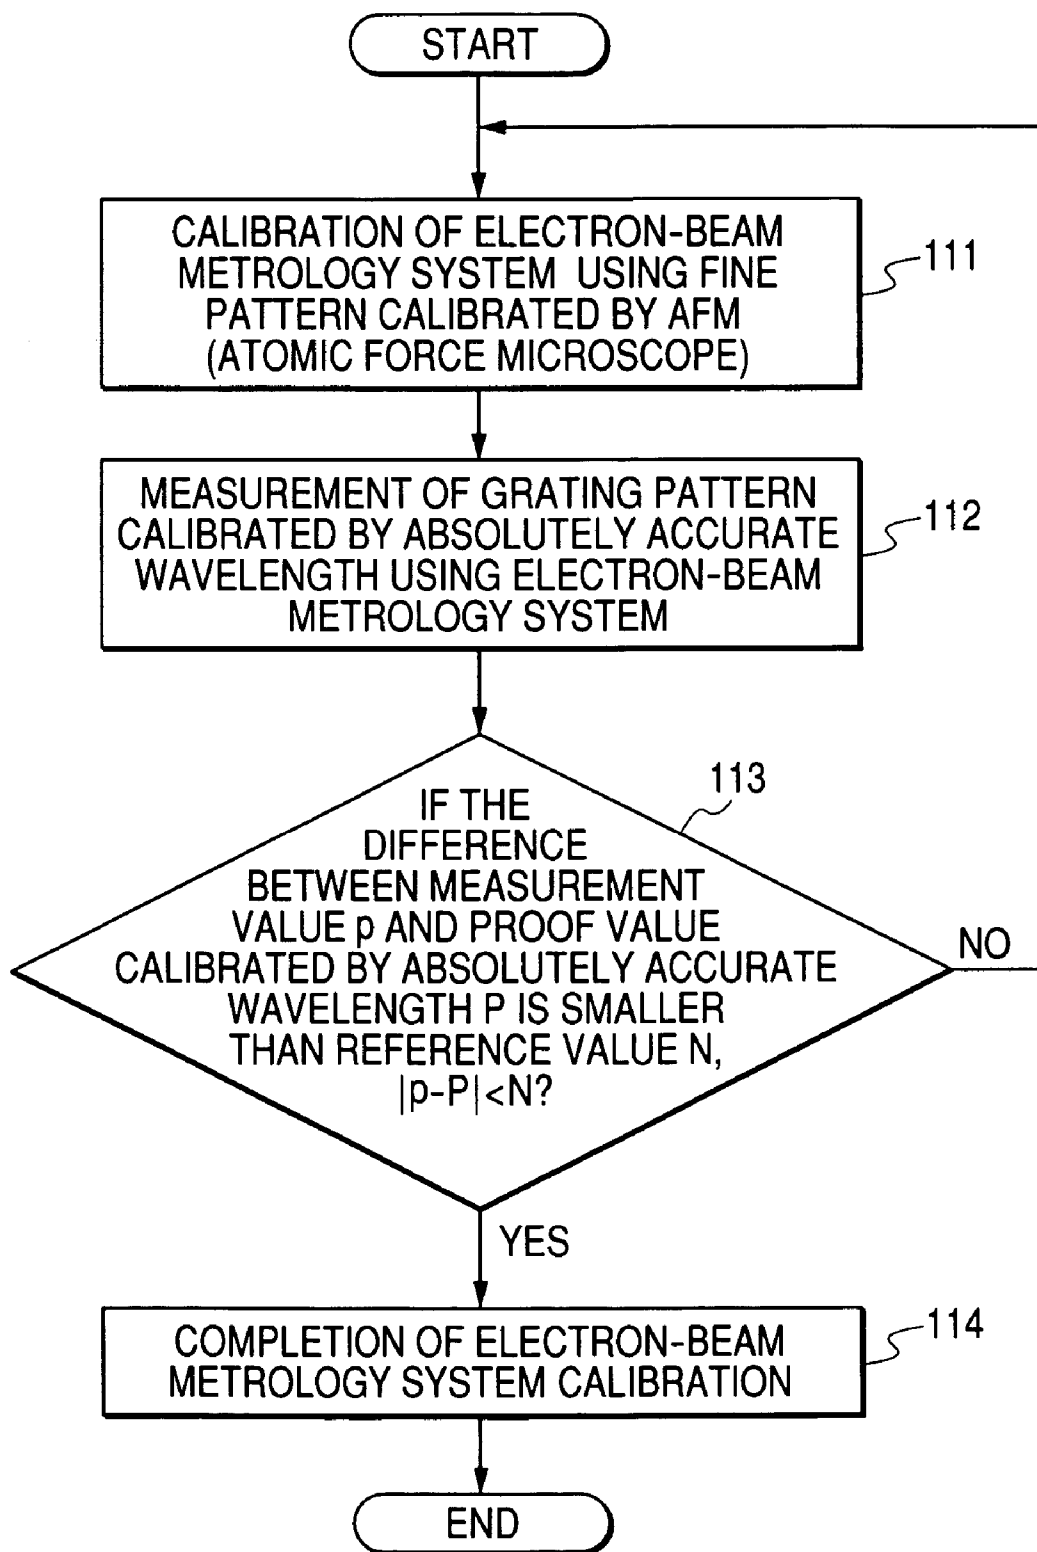 START
CALIBRATION OF ELECTRON-BEAM
METROLOGY SYSTEM USING FINE
PATTERN CALIBRATED BY AFM
(ATOMIC FORCE MICROSCOPE)
111
MEASUREMENT OF GRATING PATTERN
CALIBRATED BY ABSOLUTELY ACCURATE
WAVELENGTH USING ELECTRON-BEAM
METROLOGY SYSTEM
112
113
IF THE
DIFFERENCE
BETWEEN MEASUREMENT
VALUE p AND PROOF VALUE
CALIBRATED BY ABSOLUTELY ACCURATE
WAVELENGTH P IS SMALLER
THAN REFERENCE VALUE N,
|p-P|<N?
NO
YES
COMPLETION OF ELECTRON-BEAM
METROLOGY SYSTEM CALIBRATION
114
END